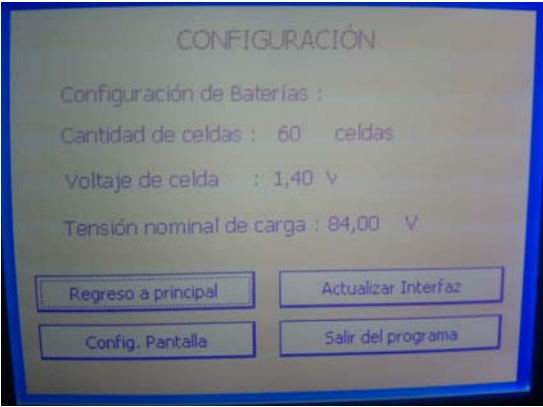 CONFIGURACIÓN
Configuración de Baterías :
Cantidad de celdas : 60 celdas
Voltaje de celda : 1,40 V
Tensión nominal de carga : 84,00 V
Regreso a principal Actualizar Interfaz
Config. Pantalla Salir del programa